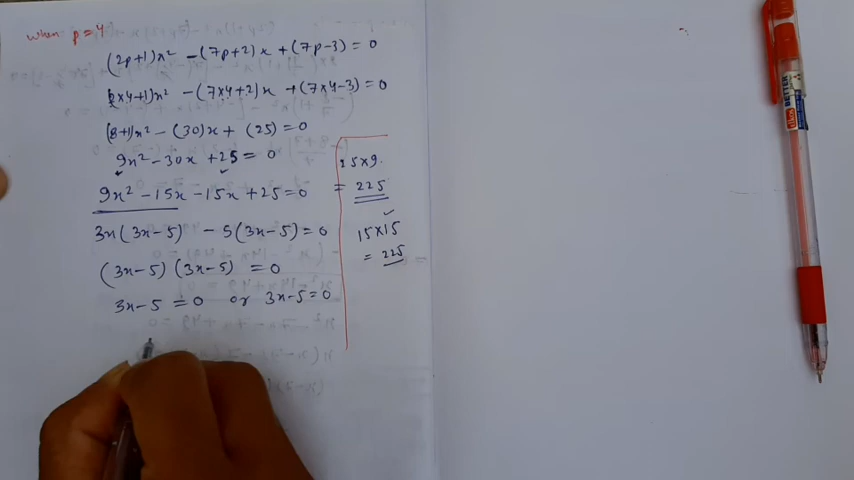 when p = 4
(2p+1)x² - (7p+2)x + (7p-3) = 0
(2×4+1)x² - (7×4+2)x + (7×4-3) = 0
(8+1)x² - (30)x + (25) = 0
9x² - 30x + 25 = 0
9x² - 15x - 15x + 25 = 0
3x(3x-5) - 5(3x-5) = 0
(3x-5) (3x-5) = 0
3x-5 = 0 or 3x-5 = 0
25×9.
= 225
15×15
= 225
BETTER